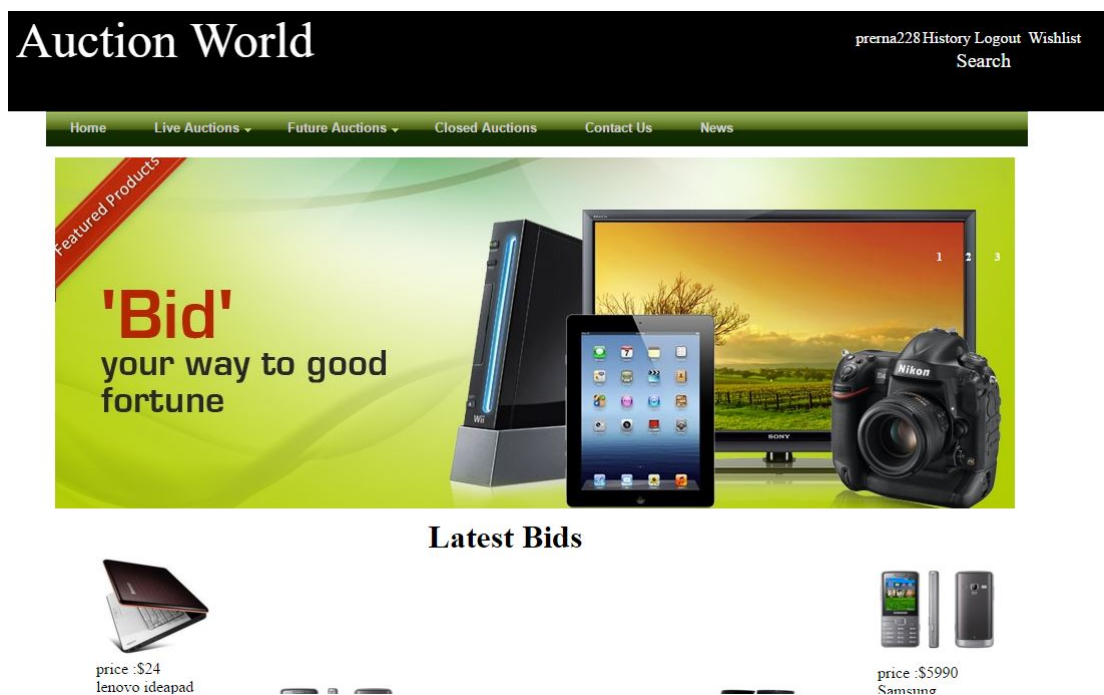 Auction World
prerna228 History Logout Wishlist
Search
Home Live Auctions Future Auctions Closed Auctions Contact Us News
Featured Products
1 2 3
'Bid'
your way to good
fortune
Wii
SONY
Nikon
Latest Bids
price :$24
lenovo ideapad
price :$5990
Samsung